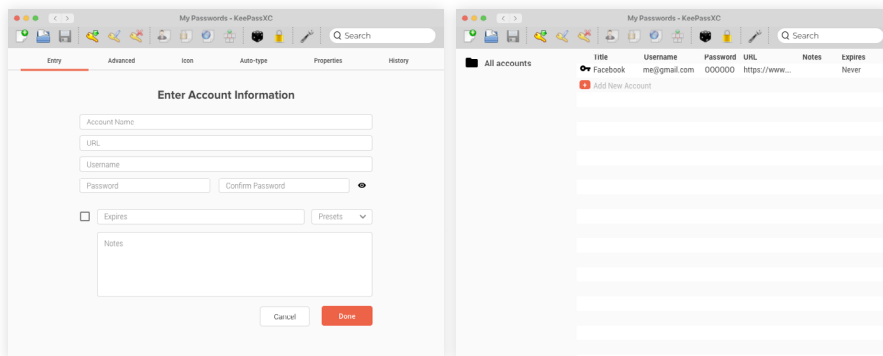 My Passwords - KeePassXC
Search
Entry Advanced Icon Auto-type Properties History
Enter Account Information
Account Name
URL
Username
Password Confirm Password
Expires Presets
Notes
Cancel Done
My Passwords - KeePassXC
Search
All accounts
Title Username Password URL Notes Expires
Facebook me@gmail.com 000000 https://www... Never
Add New Account